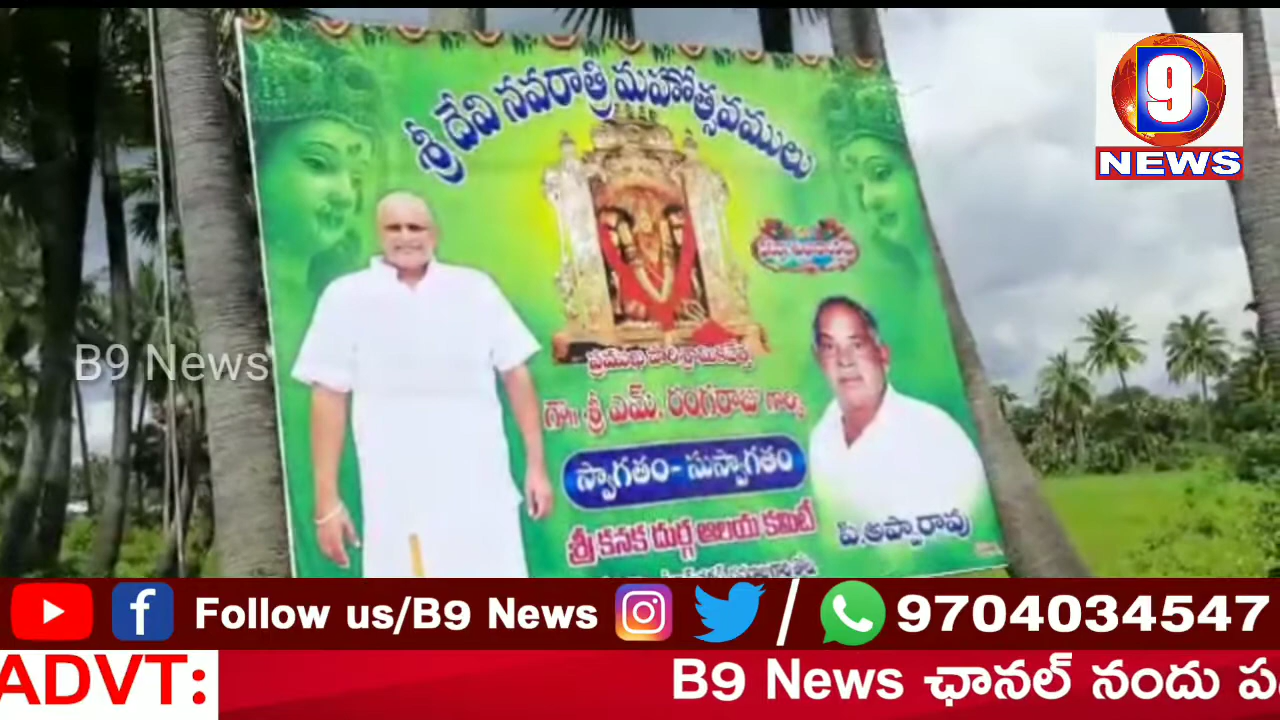 శ్రీ దేవి నవరాత్రి మహోత్సవములు
గౌ॥ శ్రీ ఎమ్. రంగరాజు గార్కి
స్వాగతం- సుస్వాగతం
శ్రీ కనక దుర్గ ఆలయ కమిటీ
పి.అప్పారావు
B9
NEWS
B9 News
Follow us/B9 News
/
9704034547
ADVT:
B9 News ఛానల్ నందు